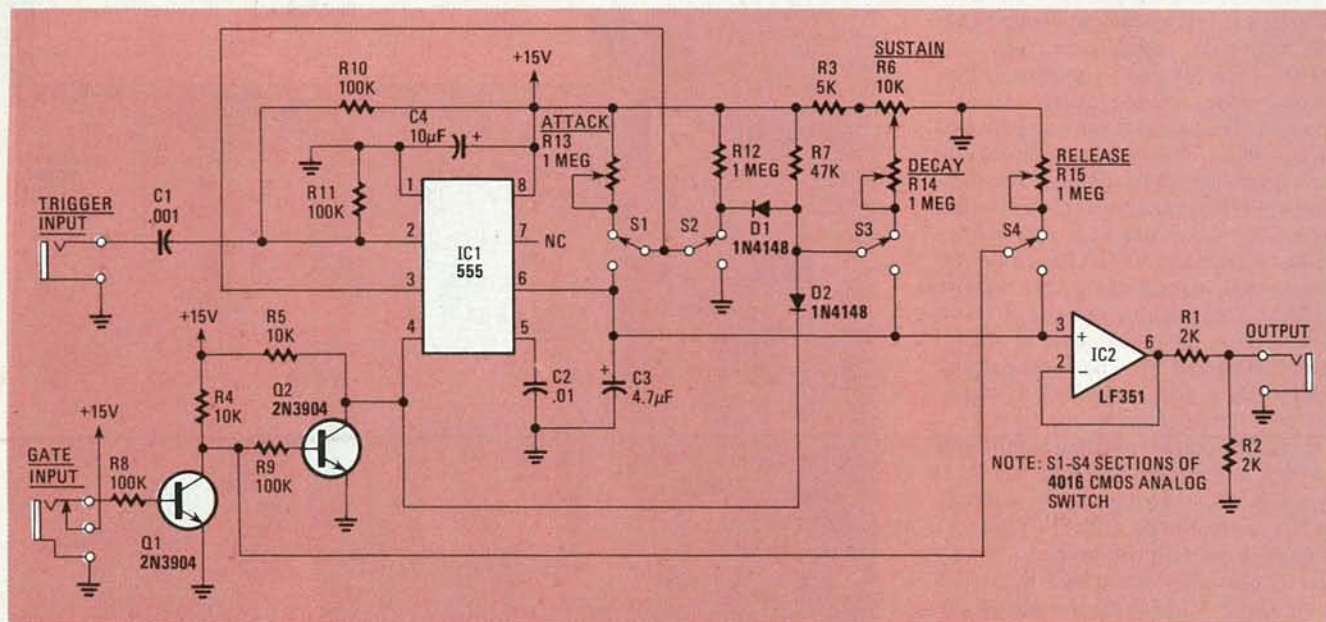 +15V
SUSTAIN
R10
100K
R3
5K
R6
10K
C4
10µF
+
ATTACK
R13
1 MEG
R12
1 MEG
R7
47K
DECAY
R14
1 MEG
RELEASE
R15
1 MEG
TRIGGER
INPUT
C1
.001
R11
100K
1
8
2
7
NC
IC1
555
3
6
4
5
S1
S2
D1
1N4148
S3
S4
D2
1N4148
+15V
R5
10K
R4
10K
Q2
2N3904
C2
.01
+
C3
4.7µF
3
+
2
–
IC2
6
LF351
R1
2K
OUTPUT
R2
2K
+15V
GATE
INPUT
R8
100K
R9
100K
Q1
2N3904
NOTE: S1-S4 SECTIONS OF
4016 CMOS ANALOG
SWITCH